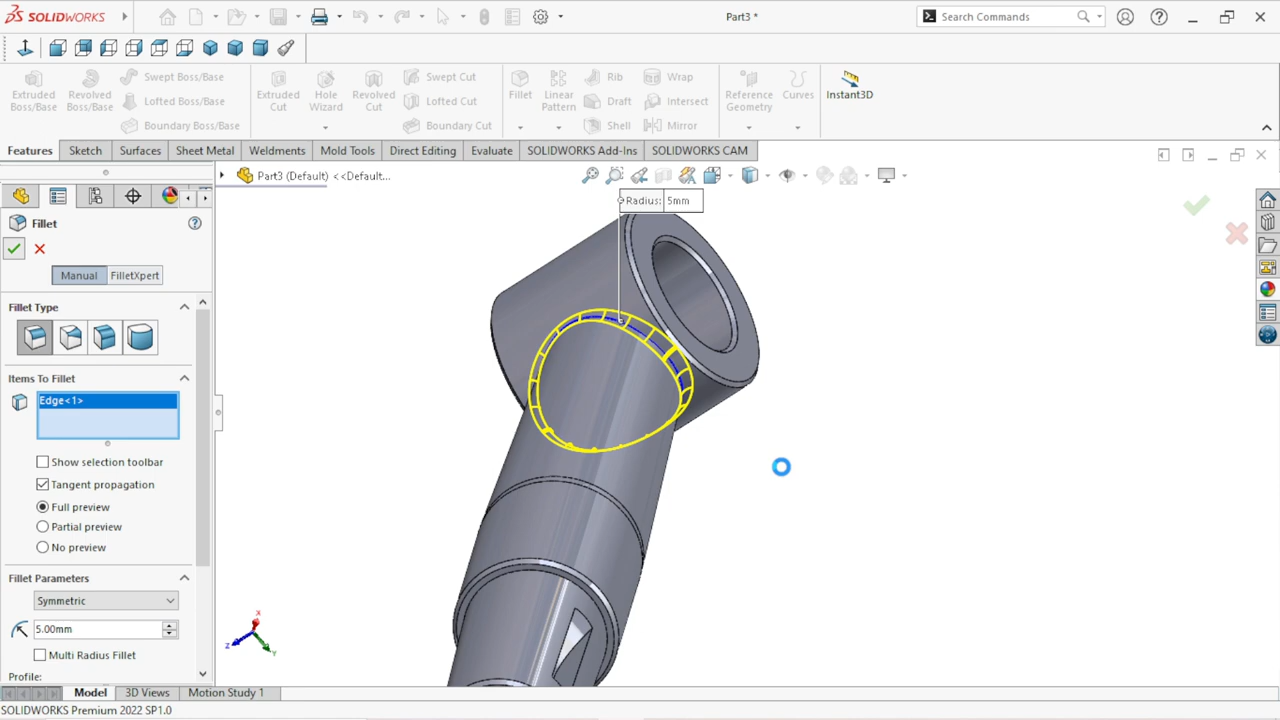 SOLIDWORKS
Part3 *
Search Commands
Extruded Boss/Base
Revolved Boss/Base
Swept Boss/Base
Lofted Boss/Base
Boundary Boss/Base
Extruded Cut
Hole Wizard
Revolved Cut
Swept Cut
Lofted Cut
Boundary Cut
Fillet
Linear Pattern
Rib
Draft
Shell
Wrap
Intersect
Mirror
Reference Geometry
Curves
Instant3D
Features
Sketch
Surfaces
Sheet Metal
Weldments
Mold Tools
Direct Editing
Evaluate
SOLIDWORKS Add-Ins
SOLIDWORKS CAM
Part3 (Default) <<Default...
Radius: 5mm
Fillet
Manual
FilletXpert
Fillet Type
Items To Fillet
Edge<1>
Show selection toolbar
Tangent propagation
Full preview
Partial preview
No preview
Fillet Parameters
Symmetric
5.00mm
Multi Radius Fillet
Profile:
X
Z
Y
Model
3D Views
Motion Study 1
SOLIDWORKS Premium 2022 SP1.0